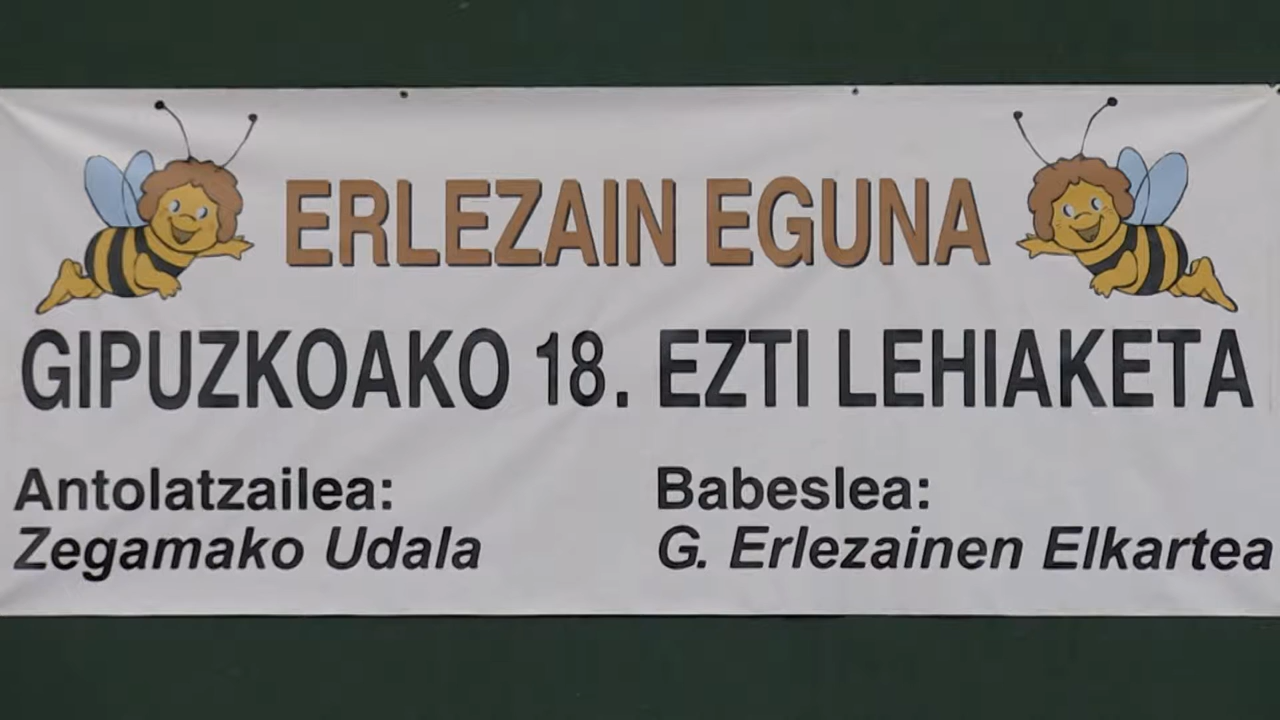 ERLEZAIN EGUNA
GIPUZKOAKO 18. EZTI LEHIAKETA
Antolatzailea:
Zegamako Udala
Babeslea:
G. Erlezainen Elkartea